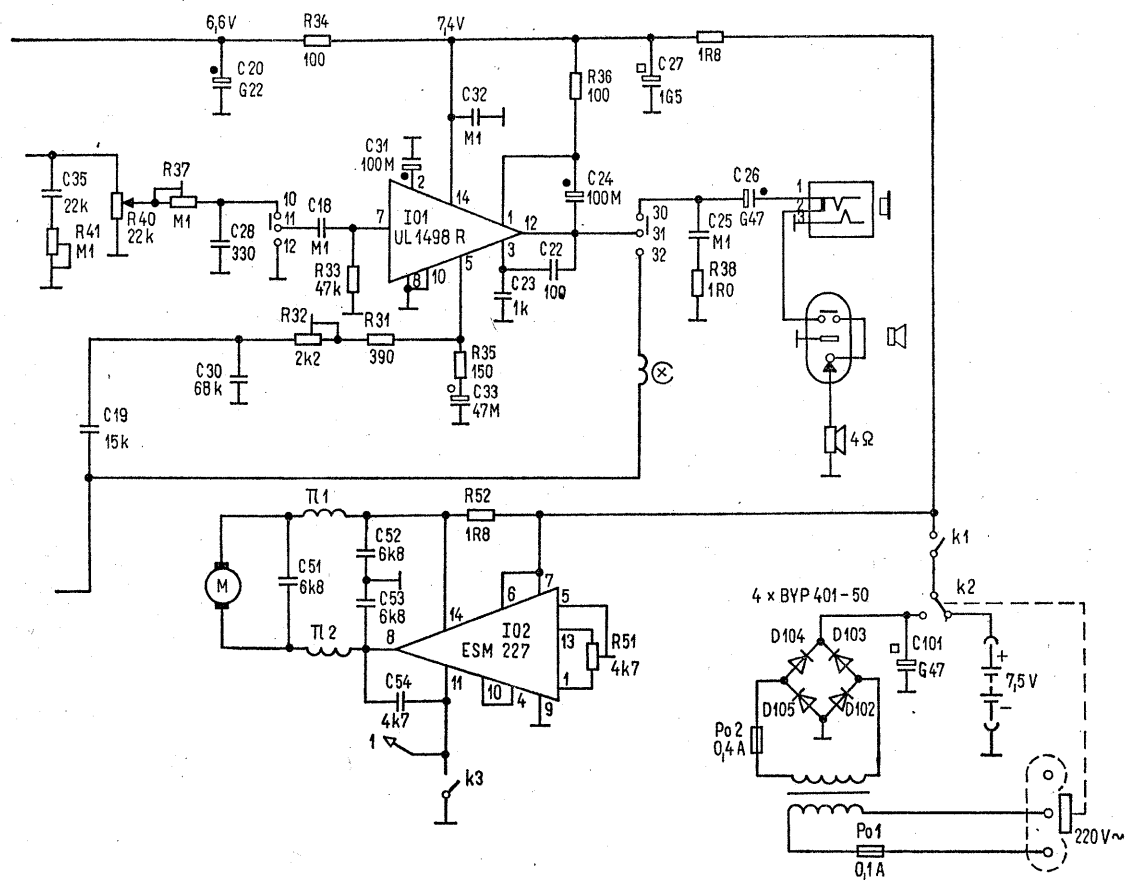 6,6V
R34
100
7,4V
C20
G22
C32
M1
R36
100
C27
1G5
1R8
C31
100M
C35
22k
R37
M1
R40
22k
R41
M1
C28
330
10
11
12
C18
M1
R33
47k
2
14
7
IO1
UL 1498 R
1
12
3
5
8
10
C24
100M
C22
100
C23
1k
30
31
32
C26
G47
C25
M1
R38
1R0
1
2
3
R32
2k2
R31
390
R35
150
C33
47M
C30
68k
C19
15k
4Ω
Π1
R52
1R8
C52
6k8
C51
6k8
C53
6k8
M
Π2
14
8
IO2
ESM 227
6
7
5
13
1
R51
4k7
11
10
4
9
C54
4k7
1
k3
k1
k2
4 × BYP 401-50
D104
D103
D105
D102
C101
G47
+
7,5V
−
Po2
0,4A
Po1
0,1A
220V~